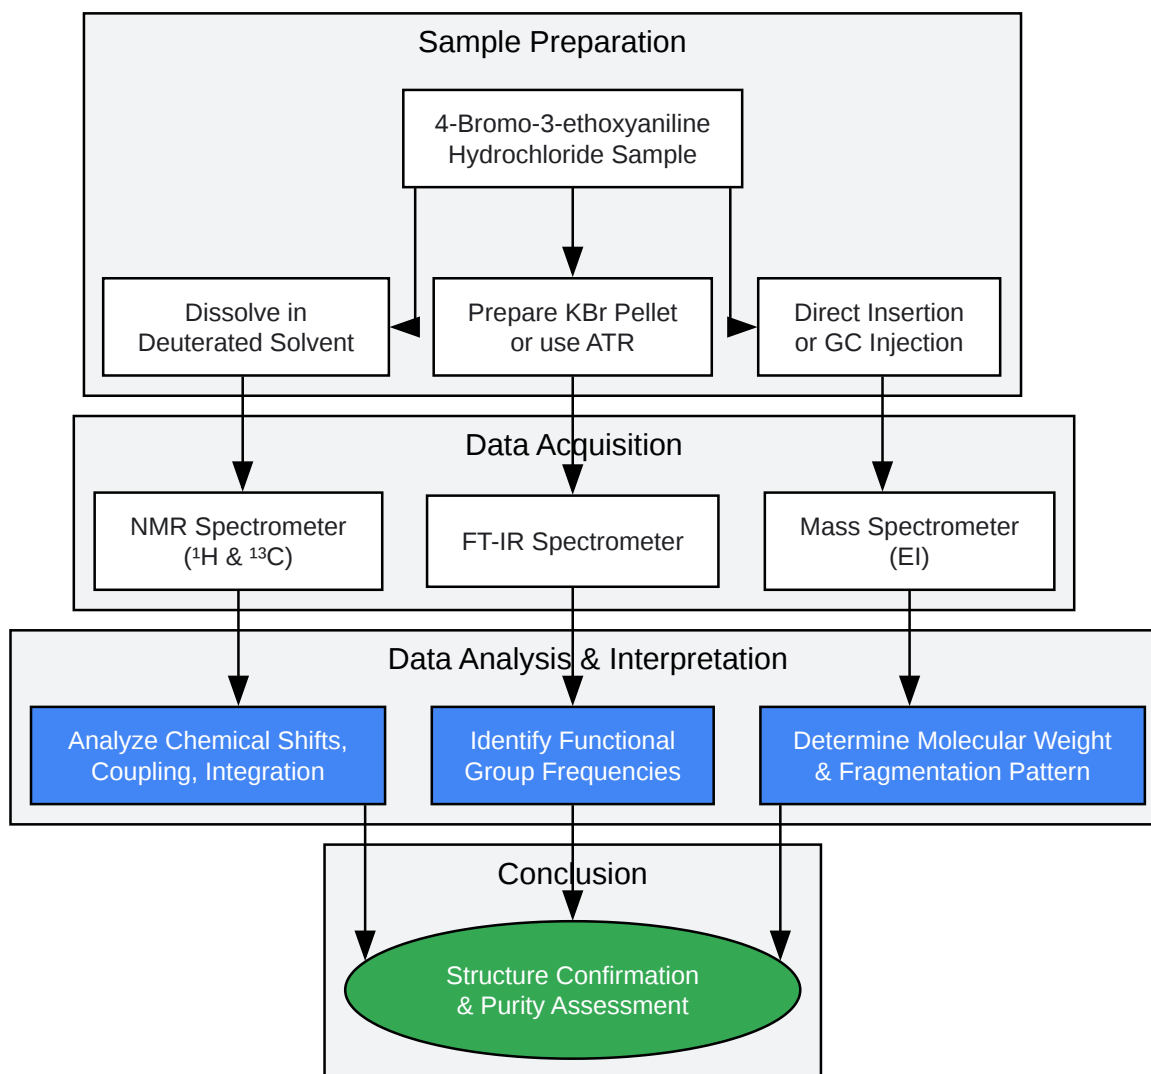 Sample Preparation
4-Bromo-3-ethoxyaniline
Hydrochloride Sample
Dissolve in
Deuterated Solvent
Prepare KBr Pellet
or use ATR
Direct Insertion
or GC Injection
Data Acquisition
NMR Spectrometer
(¹H & ¹³C)
FT-IR Spectrometer
Mass Spectrometer
(EI)
Data Analysis & Interpretation
Analyze Chemical Shifts,
Coupling, Integration
Identify Functional
Group Frequencies
Determine Molecular Weight
& Fragmentation Pattern
Conclusion
Structure Confirmation
& Purity Assessment